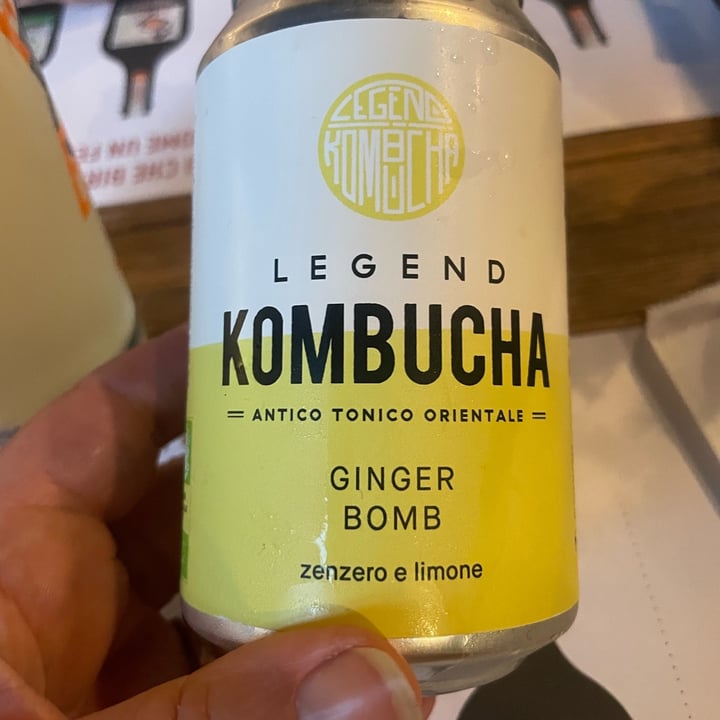 LEGEND
KOMBUCHA
LEGEND
KOMBUCHA
= ANTICO TONICO ORIENTALE =
GINGER
BOMB
zenzero e limone